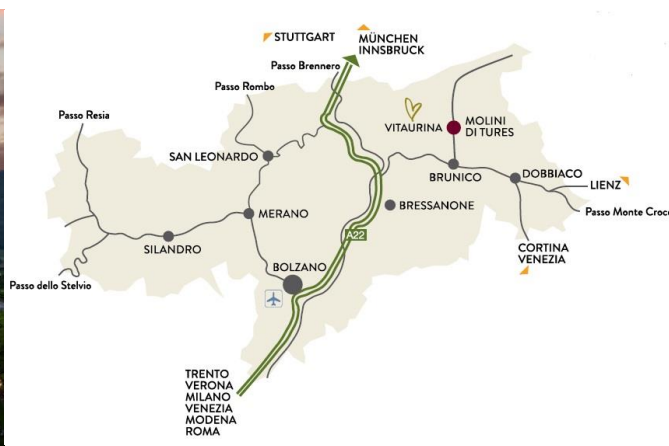 STUTTGART
MÜNCHEN
INNSBRUCK
Passo Brennero
Passo Rombo
Passo Resia
VITAURINA
MOLINI
DI TURES
SAN LEONARDO
BRUNICO
DOBBIACO
LIENZ
MERANO
BRESSANONE
Passo Monte Croc
SILANDRO
A22
CORTINA
VENEZIA
BOLZANO
Passo dello Stelvio
TRENTO
VERONA
MILANO
VENEZIA
MODENA
ROMA